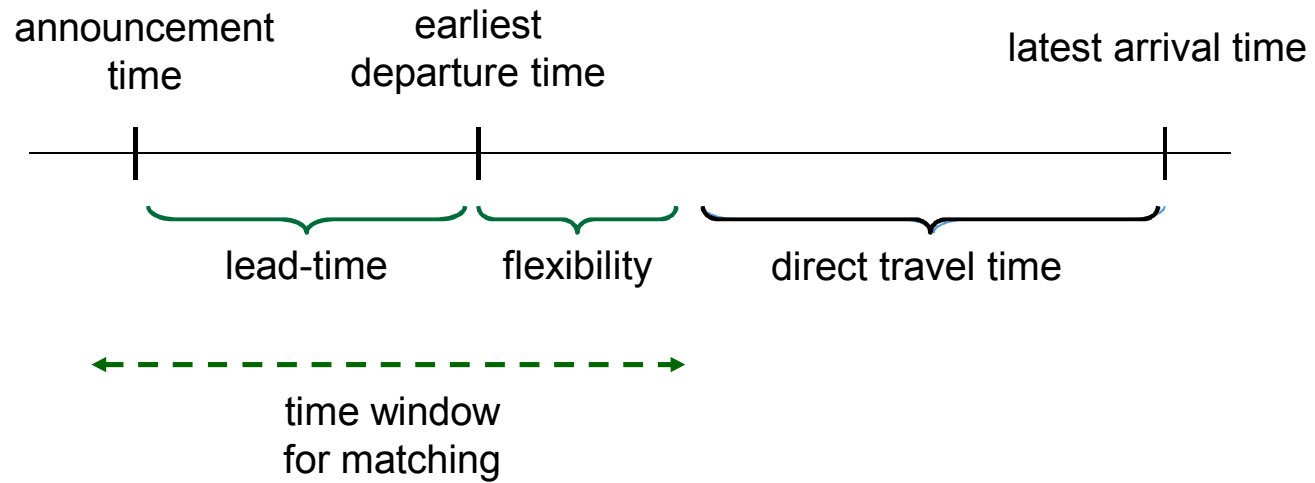 announcement
time
earliest
departure time
latest arrival time
lead-time
flexibility
direct travel time
time window
for matching